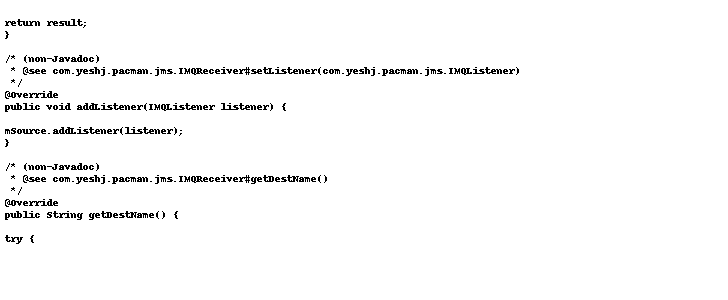 return result;
}
/* (non-Javadoc)
 * @see com.yeshj.pacman.jms.IMQReceiver#setListener(com.yeshj.pacman.jms.IMQListener)
 */
@Override
public void addListener(IMQListener listener) {
mSource.addListener(listener);
}
/* (non-Javadoc)
 * @see com.yeshj.pacman.jms.IMQReceiver#getDestName()
 */
@Override
public String getDestName() {
try {